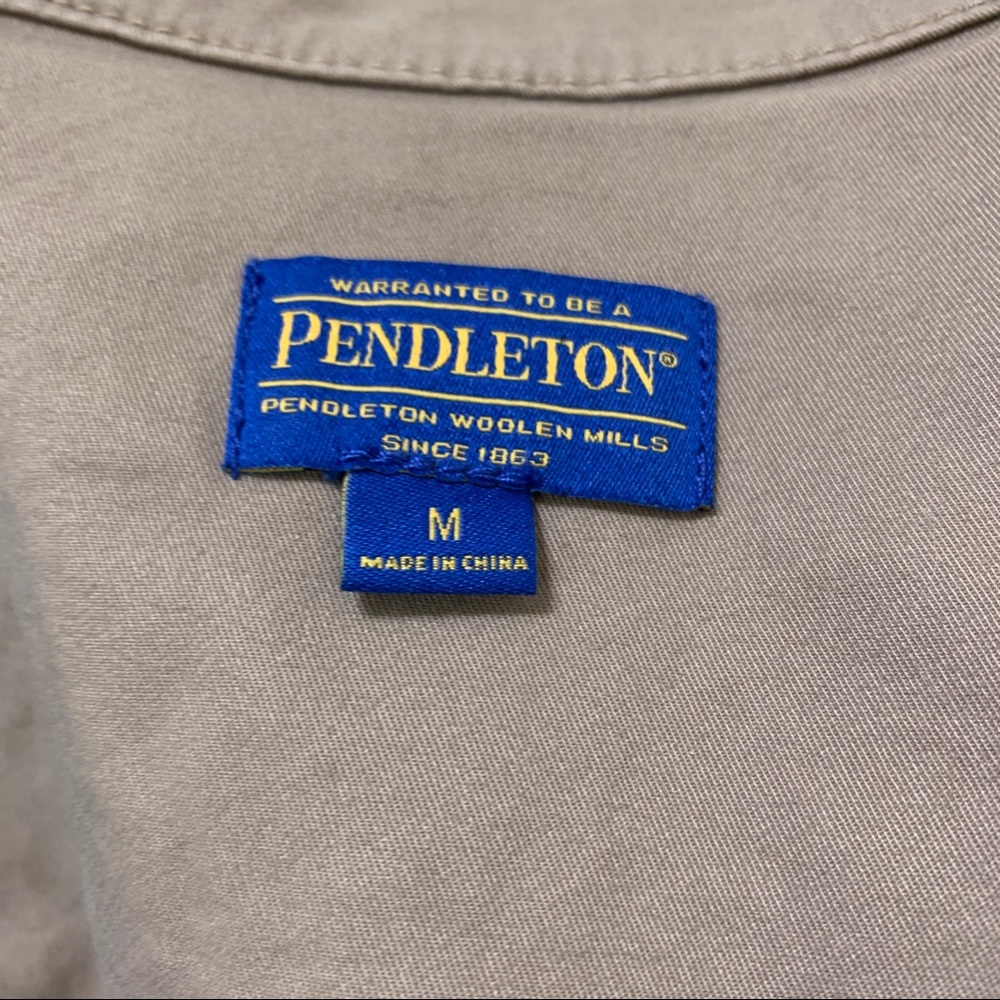 WARRANTED TO BE A
PENDLETON®
PENDLETON WOOLEN MILLS
SINCE 1863
M
MADE IN CHINA